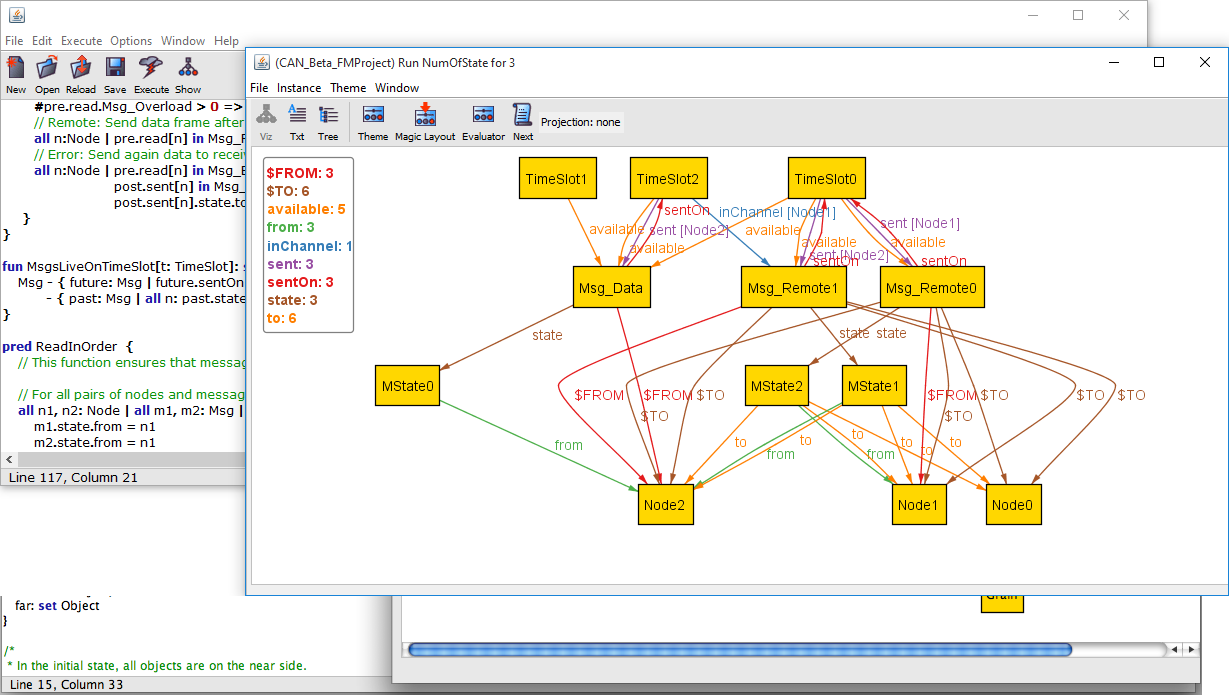 File Edit Execute Options Window Help
New Open Reload Save Execute Show
#pre.read.Msg_Overload > 0 =>
// Remote: Send data frame after
all n:Node | pre.read[n] in Msg_
// Error: Send again data to recei
all n:Node | pre.read[n] in Msg_
post.sent[n] in Msg_
post.sent[n].state.to
}
}
fun MsgsLiveOnTimeSlot[t: TimeSlot]:
Msg - { future: Msg | future.sentOn
- { past: Msg | all n: past.state
}
pred ReadInOrder {
// This function ensures that messag
// For all pairs of nodes and messag
all n1, n2: Node | all m1, m2: Msg |
m1.state.from = n1
m2.state.from = n1
Line 117, Column 21
(CAN_Beta_FMProject) Run NumOfState for 3
File Instance Theme Window
Viz Txt Tree Theme Magic Layout Evaluator Next Projection: none
$FROM: 3
$TO: 6
available: 5
from: 3
inChannel: 1
sent: 3
sentOn: 3
state: 3
to: 6
TimeSlot1 TimeSlot2 TimeSlot0
sentOn inChannel [Node1]
available sent [Node2] available sent [Node1]
available available available
sent [Node2]
sentOn sentOn
Msg_Data Msg_Remote1 Msg_Remote0
state state state
MState0 MState2 MState1
$FROM $FROM $TO $FROM $TO $TO $TO
$TO $TO
from to to to to to
from from
Node2 Node1 Node0
far: set Object
}
/*
* In the initial state, all objects are on the near side.
Line 15, Column 33
Grain